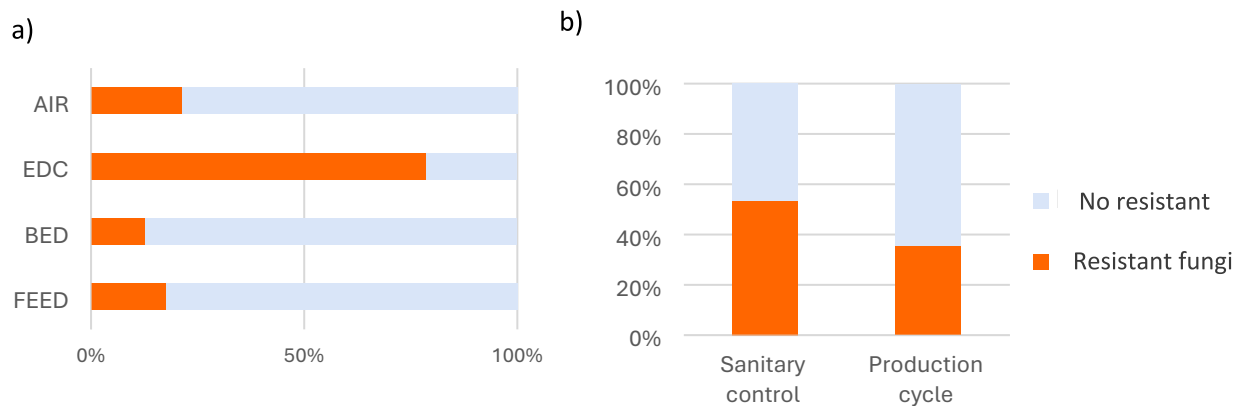 a)
AIR
EDC
BED
FEED
0%
50%
100%
b)
100%
80%
60%
40%
20%
0%
Sanitary
control
Production
cycle
No resistant
Resistant fungi